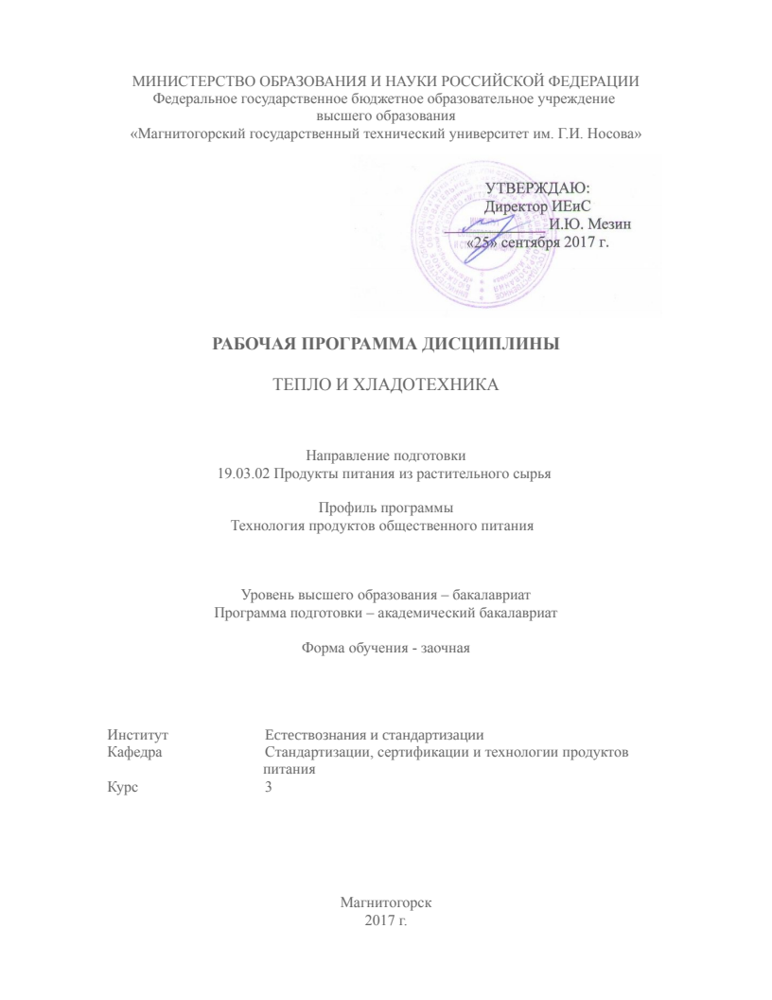 МИНИСТЕРСТВО ОБРАЗОВАНИЯ И НАУКИ РОССИЙСКОЙ ФЕДЕРАЦИИ
Федеральное государственное бюджетное образовательное учреждение
высшего образования
«Магнитогорский государственный технический университет им. Г.И. Носова»
УТВЕРЖДАЮ:
Директор ИЕиС
И.Ю. Мезин
«25» сентября 2017 г.
РАБОЧАЯ ПРОГРАММА ДИСЦИПЛИНЫ
ТЕПЛО И ХЛАДОТЕХНИКА
Направление подготовки
19.03.02 Продукты питания из растительного сырья
Профиль программы
Технология продуктов общественного питания
Уровень высшего образования – бакалавриат
Программа подготовки – академический бакалавриат
Форма обучения - заочная
Институт Естествознания и стандартизации
Кафедра Стандартизации, сертификации и технологии продуктов
питания
Курс 3
Магнитогорск
2017 г.